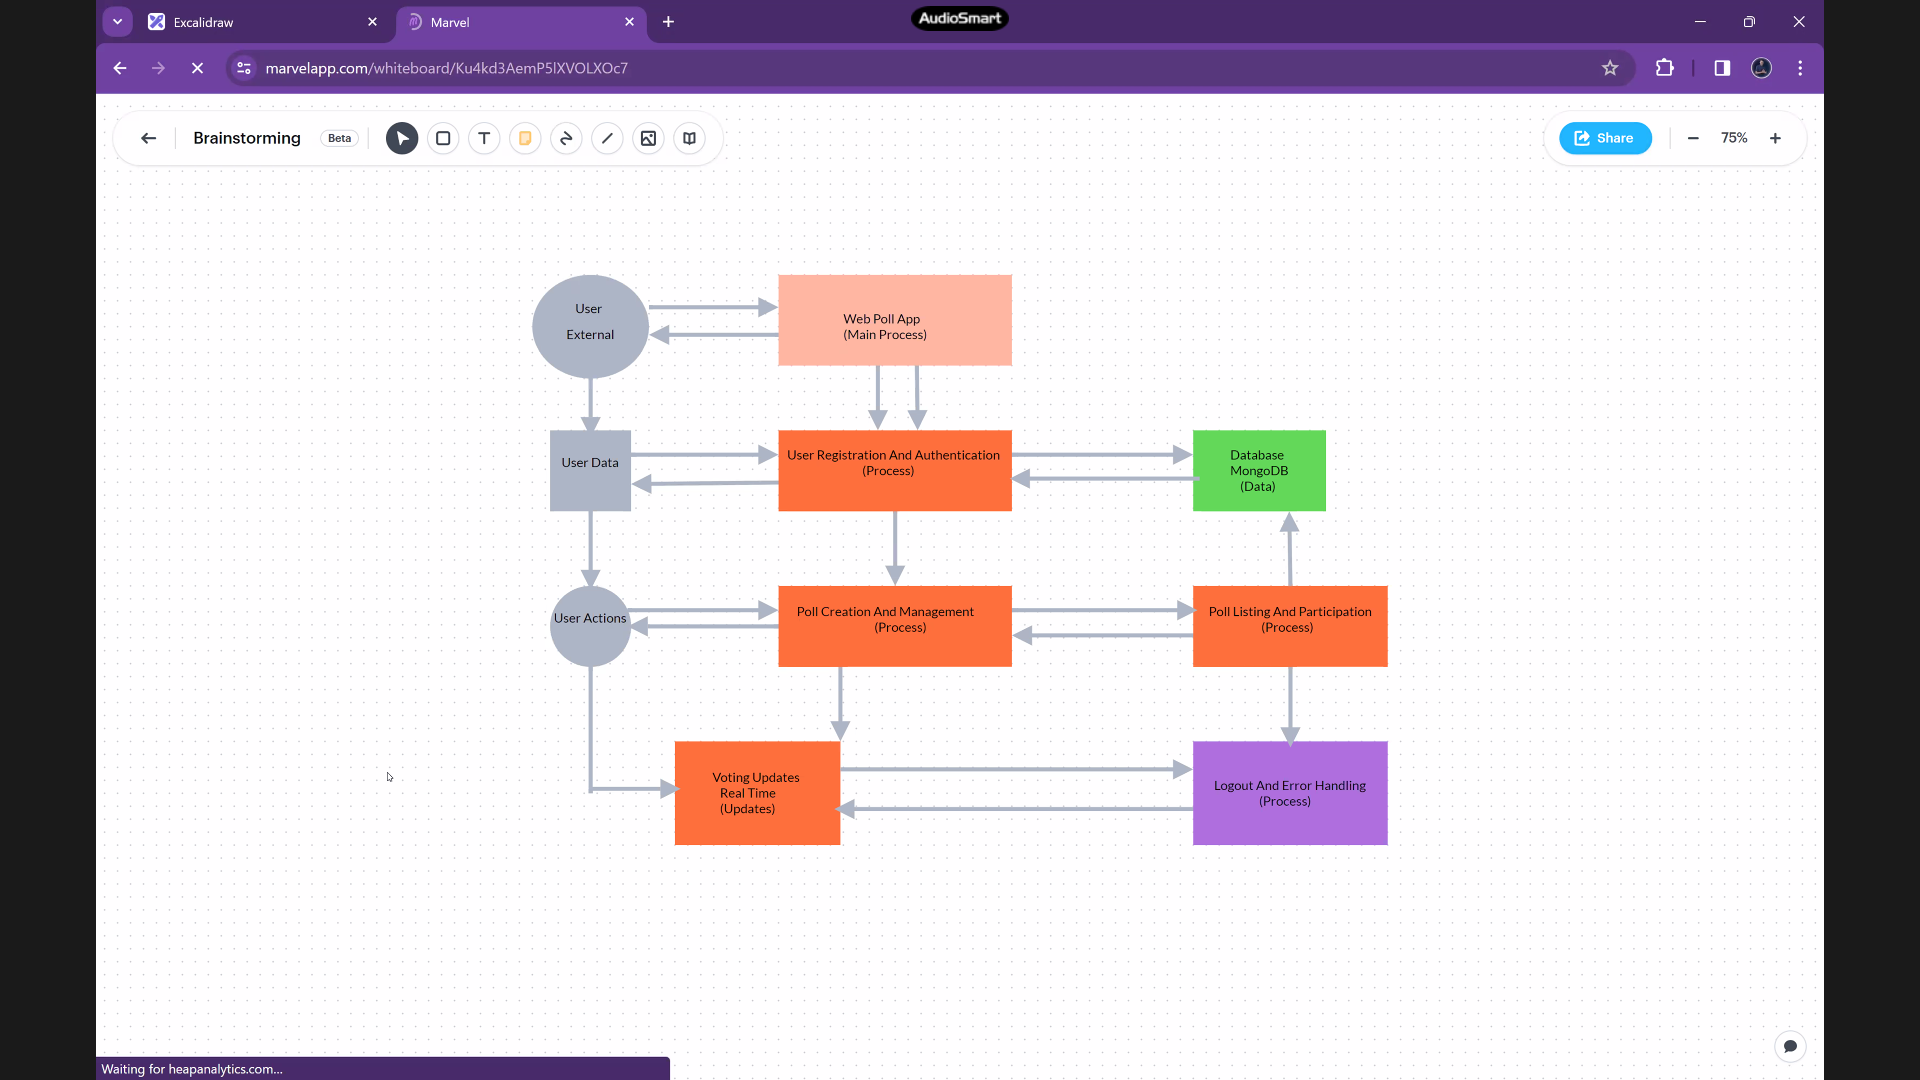 Excalidraw
Marvel
AudioSmart
marvelapp.com/whiteboard/Ku4kd3AemP5lXVOLXOc7
Brainstorming
Beta
T
Share
75%
User
External
Web Poll App
(Main Process)
User Data
User Registration And Authentication
(Process)
Database
MongoDB
(Data)
User Actions
Poll Creation And Management
(Process)
Poll Listing And Participation
(Process)
Voting Updates
Real Time
(Updates)
Logout And Error Handling
(Process)
Waiting for heapanalytics.com...